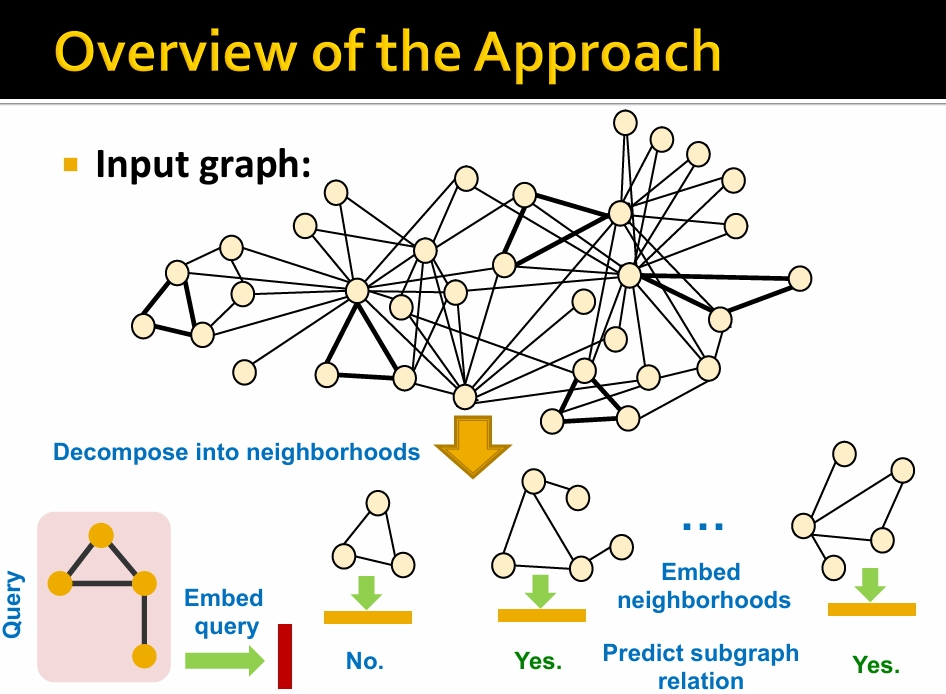 Overview of the Approach
Input graph:
Decompose into neighborhoods
Query
Embed
query
...
Embed
neighborhoods
No.
Yes.
Predict subgraph
relation
Yes.